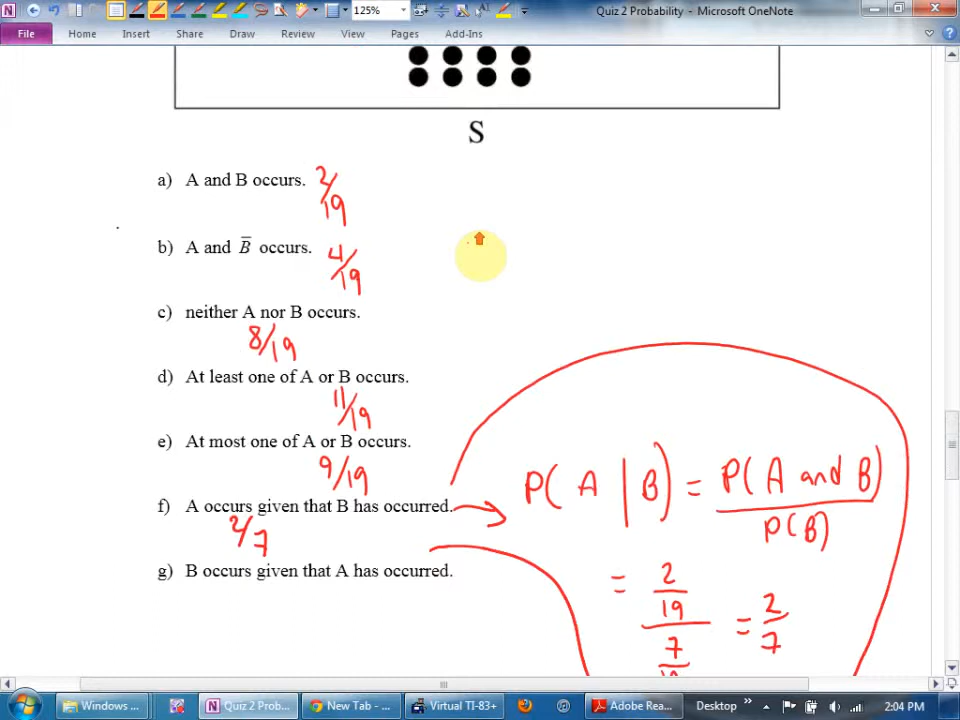 125%
Quiz 2 Probability - Microsoft OneNote
File Home Insert Share Draw Review View Pages Add-Ins
S
a) A and B occurs. 2/19
b) A and B̅ occurs. 4/19
c) neither A nor B occurs.
8/19
d) At least one of A or B occurs.
11/19
e) At most one of A or B occurs.
9/19
P( A | B) = P( A and B)
P(B)
f) A occurs given that B has occurred.
2/7
g) B occurs given that A has occurred.
= 2
19
7
= 2
7
Windows ...
Quiz 2 Probabi...
New Tab - ...
Virtual TI-83+
Adobe Rea...
Desktop
2:04 PM